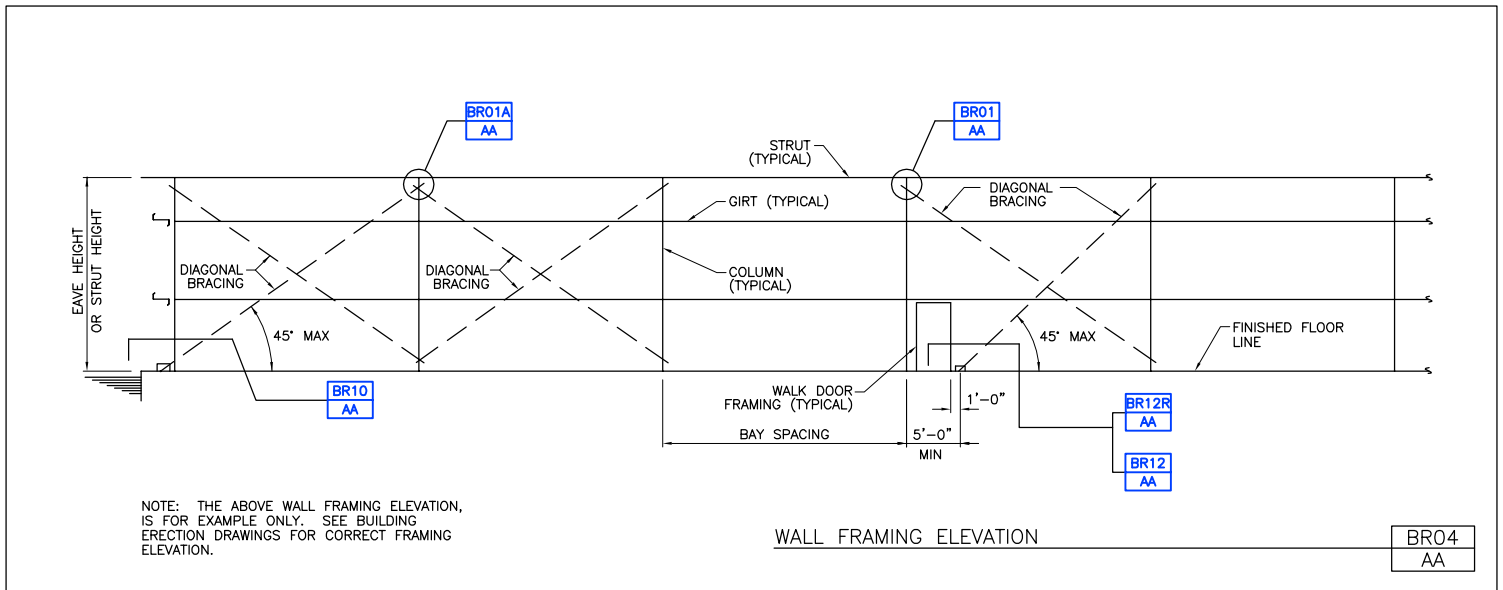 BR01A
AA
BR01
AA
STRUT
(TYPICAL)
DIAGONAL
BRACING
GIRT (TYPICAL)
EAVE HEIGHT
OR STRUT HEIGHT
DIAGONAL
BRACING
DIAGONAL
BRACING
COLUMN
(TYPICAL)
45° MAX
45° MAX
FINISHED FLOOR
LINE
BR10
AA
WALK DOOR
FRAMING (TYPICAL)
1'-0"
BR12R
AA
BAY SPACING
5'-0"
MIN
BR12
AA
NOTE: THE ABOVE WALL FRAMING ELEVATION,
IS FOR EXAMPLE ONLY. SEE BUILDING
ERECTION DRAWINGS FOR CORRECT FRAMING
ELEVATION.
WALL FRAMING ELEVATION
BR04
AA